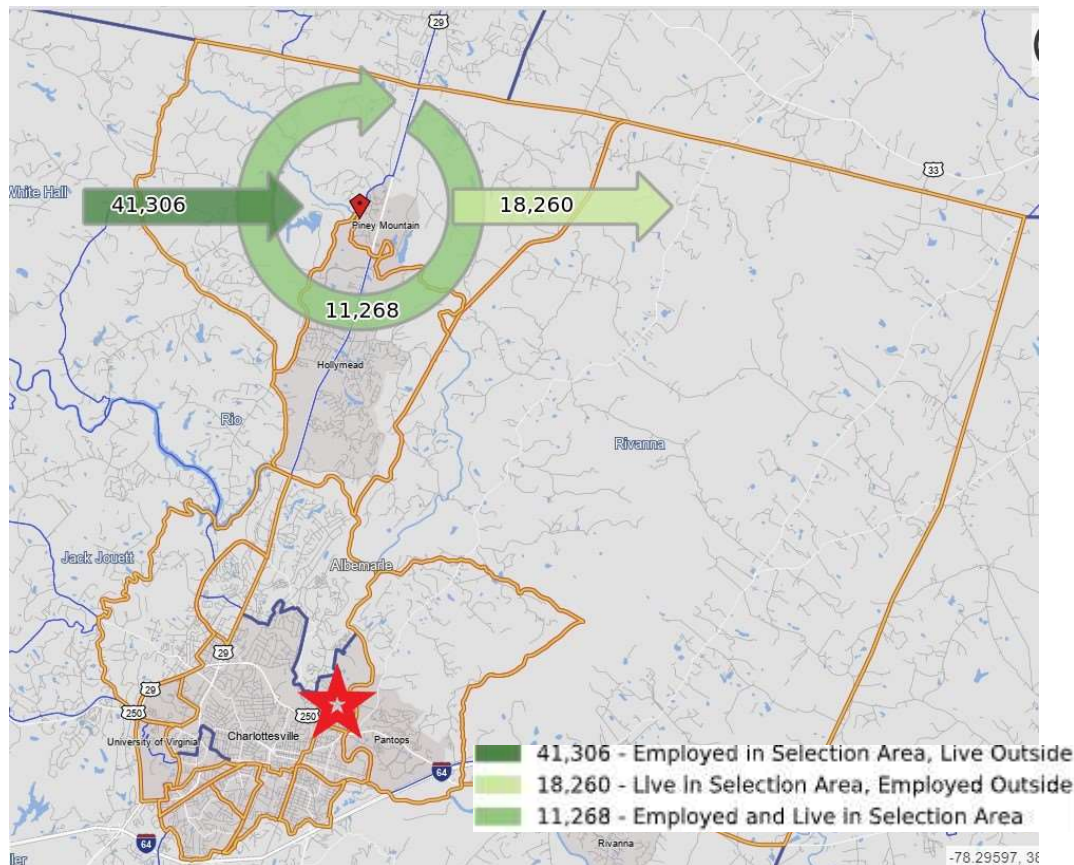 29
33
White Hall
41,306
18,260
Piney Mountain
11,268
Hollymead
Rio
Rivanna
Jack Jouett
Albemarle
29
29
250
250
University of Virginia
Charlottesville
Pantops
64
41,306 - Employed in Selection Area, Live Outside
18,260 - Live in Selection Area, Employed Outside
11,268 - Employed and Live in Selection Area
64
Rivanna
ler
-78.29597, 38